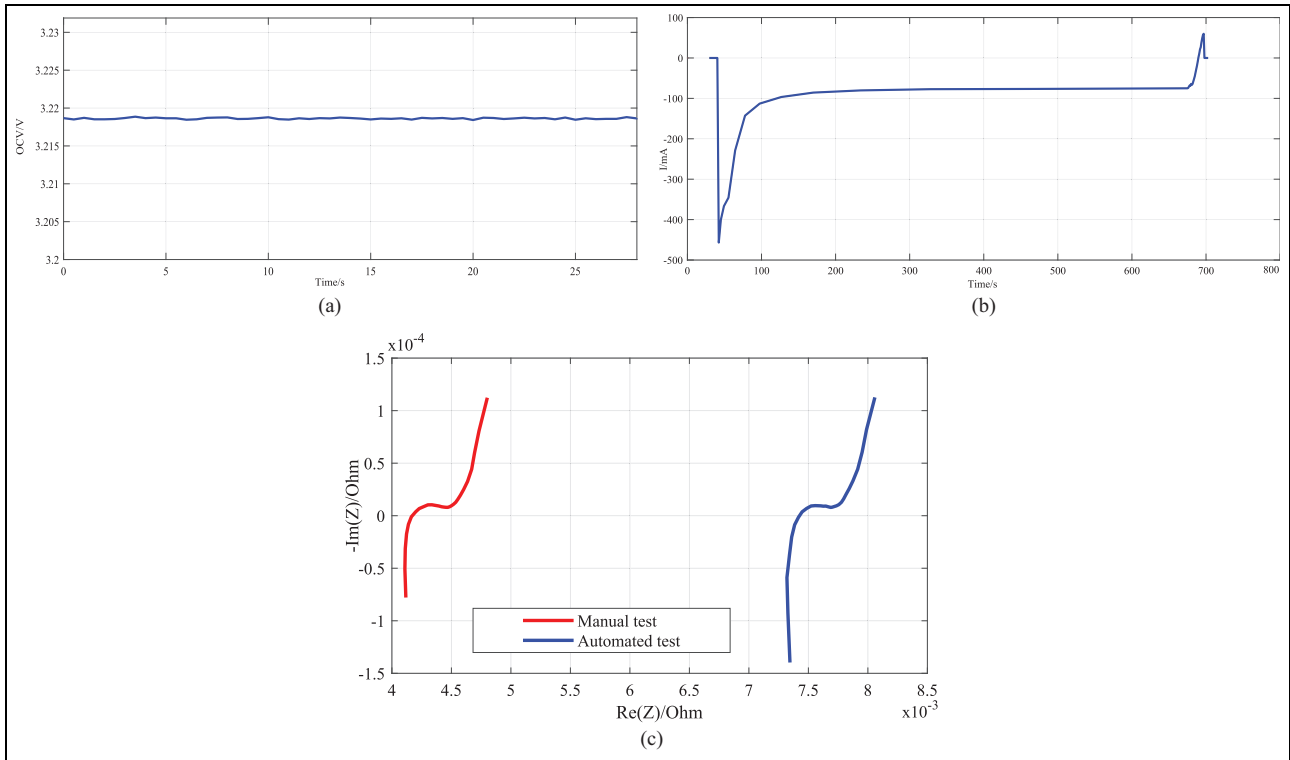 3.23
3.225
3.22
3.215
3.21
3.205
3.2
OCV/V
0 5 10 15 20 25
Time/s
(a)
100
0
-100
-200
-300
-400
-500
I/mA
0 100 200 300 400 500 600 700 800
Time/s
(b)
x10-4
1.5
1
0.5
0
-0.5
-1
-1.5
-Im(Z)/Ohm
Manual test
Automated test
4 4.5 5 5.5 6 6.5 7 7.5 8 8.5
Re(Z)/Ohm
x10-3
(c)